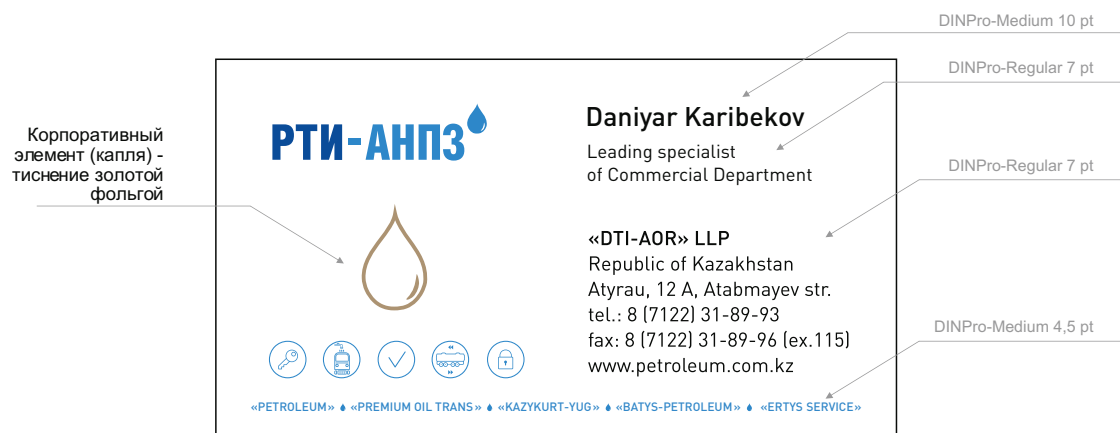 DINPro-Medium 10 pt
DINPro-Regular 7 pt
Корпоративный
элемент (капля) -
тиснение золотой
фольгой
РТИ-АНПЗ
Daniyar Karibekov
Leading specialist
of Commercial Department
DINPro-Regular 7 pt
«DTI-AOR» LLP
Republic of Kazakhstan
Atyrau, 12 A, Atabmayev str.
tel.: 8 (7122) 31-89-93
fax: 8 (7122) 31-89-96 (ex.115)
www.petroleum.com.kz
DINPro-Medium 4,5 pt
«PETROLEUM» «PREMIUM OIL TRANS» «KAZYKURT-YUG» «BATYS-PETROLEUM» «ERTYS SERVICE»